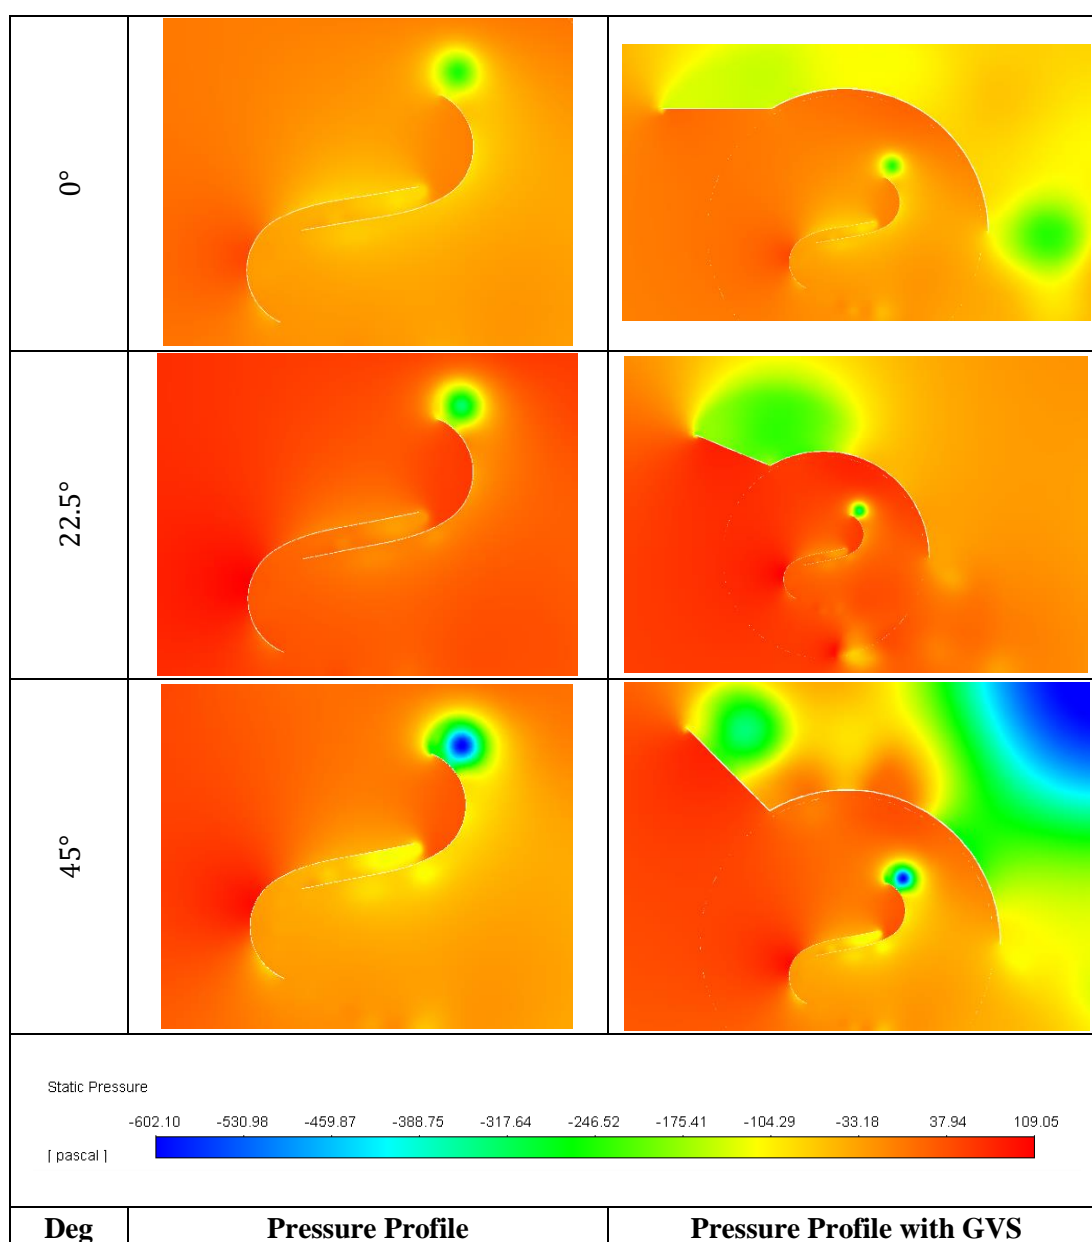 0°
22.5°
45°
Static Pressure
-602.10 -530.98 -459.87 -388.75 -317.64 -246.52 -175.41 -104.29 -33.18 37.94 109.05
[ pascal ]
Deg Pressure Profile Pressure Profile with GVS